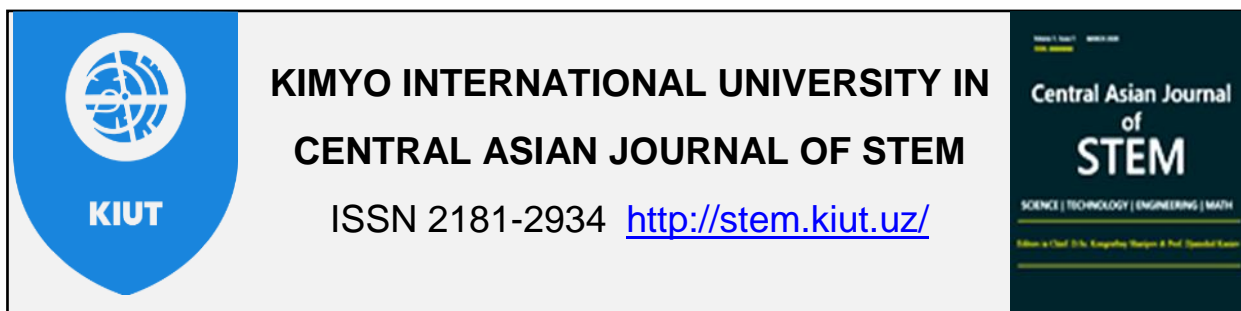 KIUT
KIMYO INTERNATIONAL UNIVERSITY IN
CENTRAL ASIAN JOURNAL OF STEM
ISSN 2181-2934 http://stem.kiut.uz/
Central Asian Journal
of
STEM
SCIENCE | TECHNOLOGY | ENGINEERING | MATH